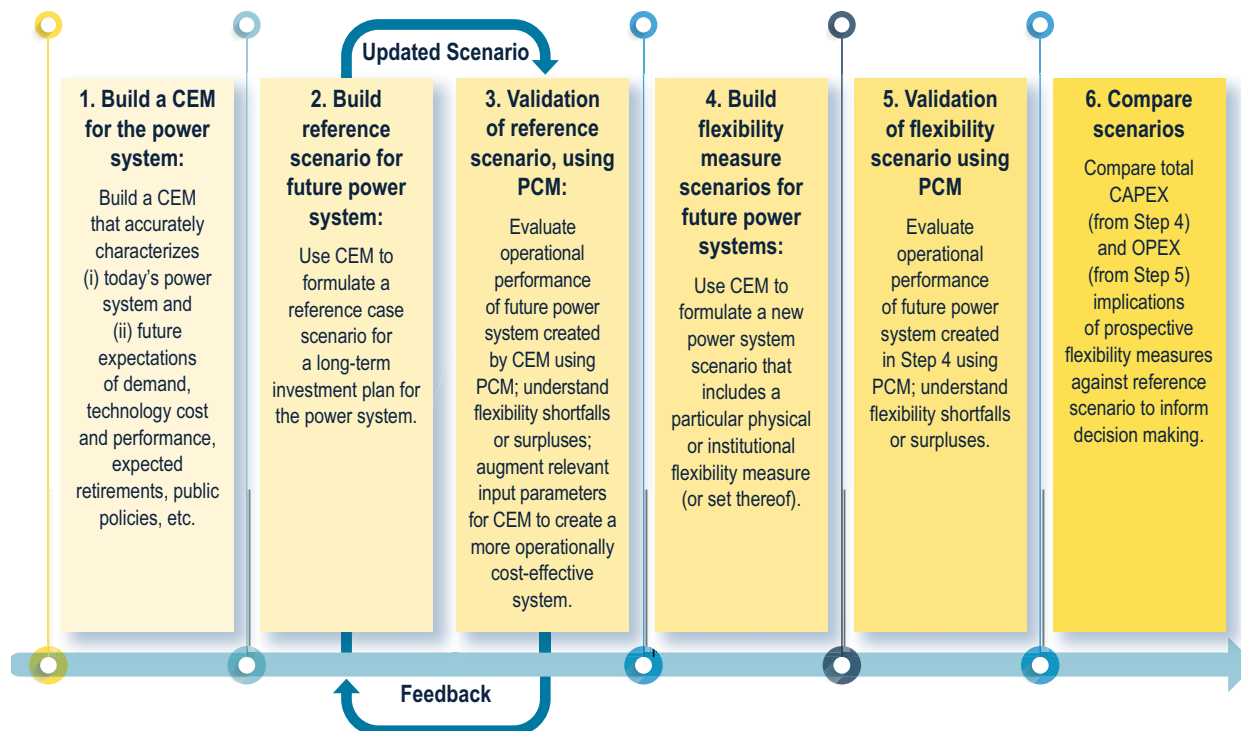 Updated Scenario
1. Build a CEM
for the power
system:
Build a CEM
that accurately
characterizes
(i) today's power
system and
(ii) future
expectations
of demand,
technology cost
and performance,
expected
retirements, public
policies, etc.
2. Build
reference
scenario for
future power
system:
Use CEM to
formulate a
reference case
scenario for
a long-term
investment plan for
the power system.
3. Validation
of reference
scenario, using
PCM:
Evaluate
operational
performance
of future power
system created
by CEM using
PCM; understand
flexibility shortfalls
or surpluses;
augment relevant
input parameters
for CEM to create a
more operationally
cost-effective
system.
4. Build
flexibility
measure
scenarios for
future power
systems:
Use CEM to
formulate a new
power system
scenario that
includes a
particular physical
or institutional
flexibility measure
(or set thereof).
5. Validation
of flexibility
scenario using
PCM
Evaluate
operational
performance
of future power
system created
in Step 4 using
PCM; understand
flexibility shortfalls
or surpluses.
6. Compare
scenarios
Compare total
CAPEX
(from Step 4)
and OPEX
(from Step 5)
implications
of prospective
flexibility measures
against reference
scenario to inform
decision making.
Feedback